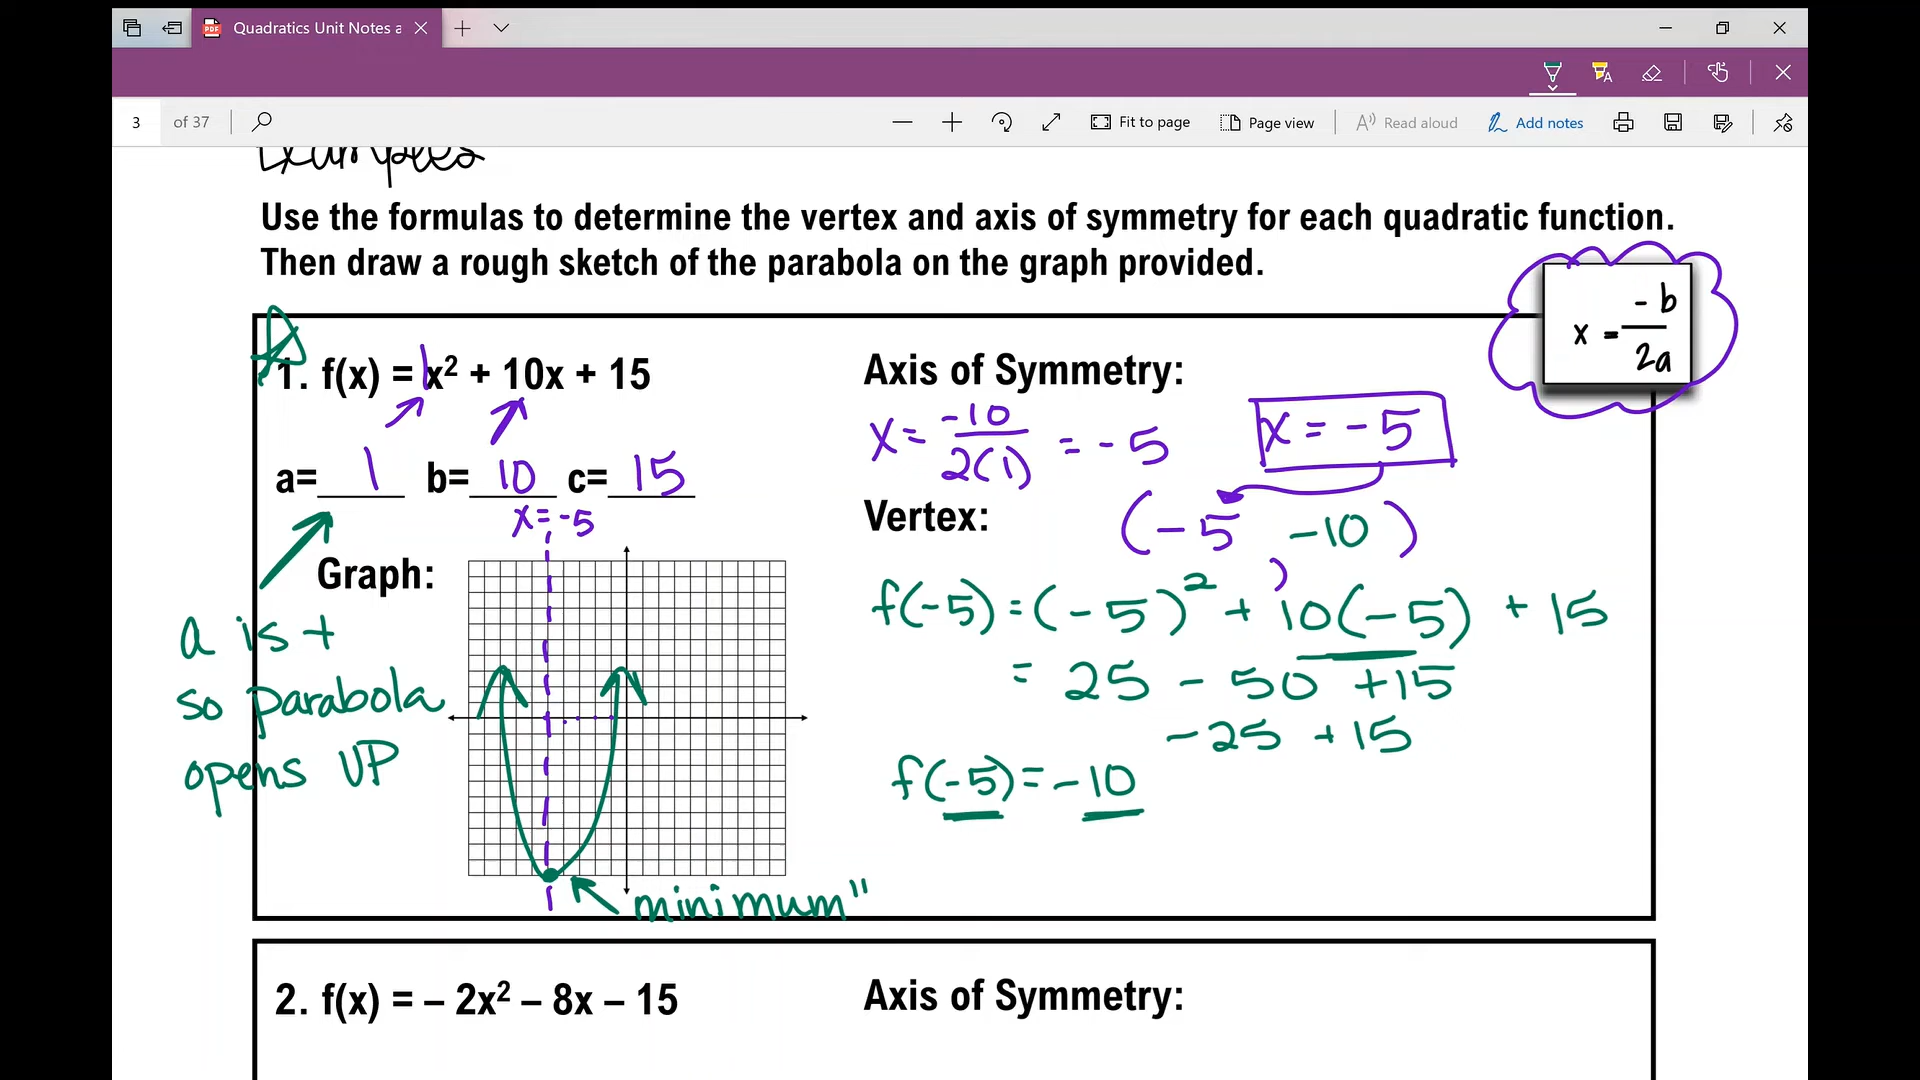 Quadratics Unit Notes a
3 of 37
Fit to page
Page view
Read aloud
Add notes
Examples
Use the formulas to determine the vertex and axis of symmetry for each quadratic function.
Then draw a rough sketch of the parabola on the graph provided.
x = -b/2a
1. f(x) = 1x² + 10x + 15
a= 1 b= 10 c= 15
Axis of Symmetry:
x = -10/2(1) = -5
x = -5
Vertex:
(-5, -10)
x = -5
Graph:
a is +
so parabola
opens UP
minimum"
f(-5) = (-5)² + 10(-5) + 15
= 25 - 50 + 15
-25 + 15
f(-5) = -10
2. f(x) = – 2x² – 8x – 15
Axis of Symmetry: